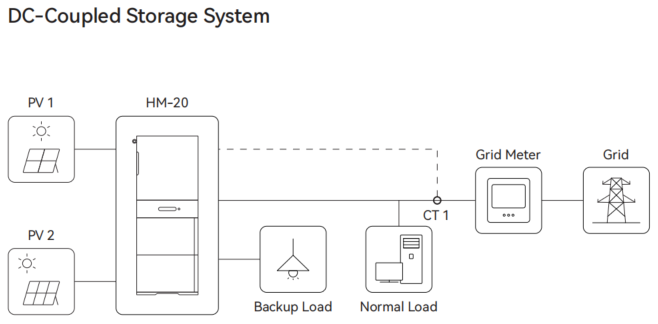 DC-Coupled Storage System
PV 1
HM-20
Grid Meter
Grid
CT 1
PV 2
Backup Load
Normal Load